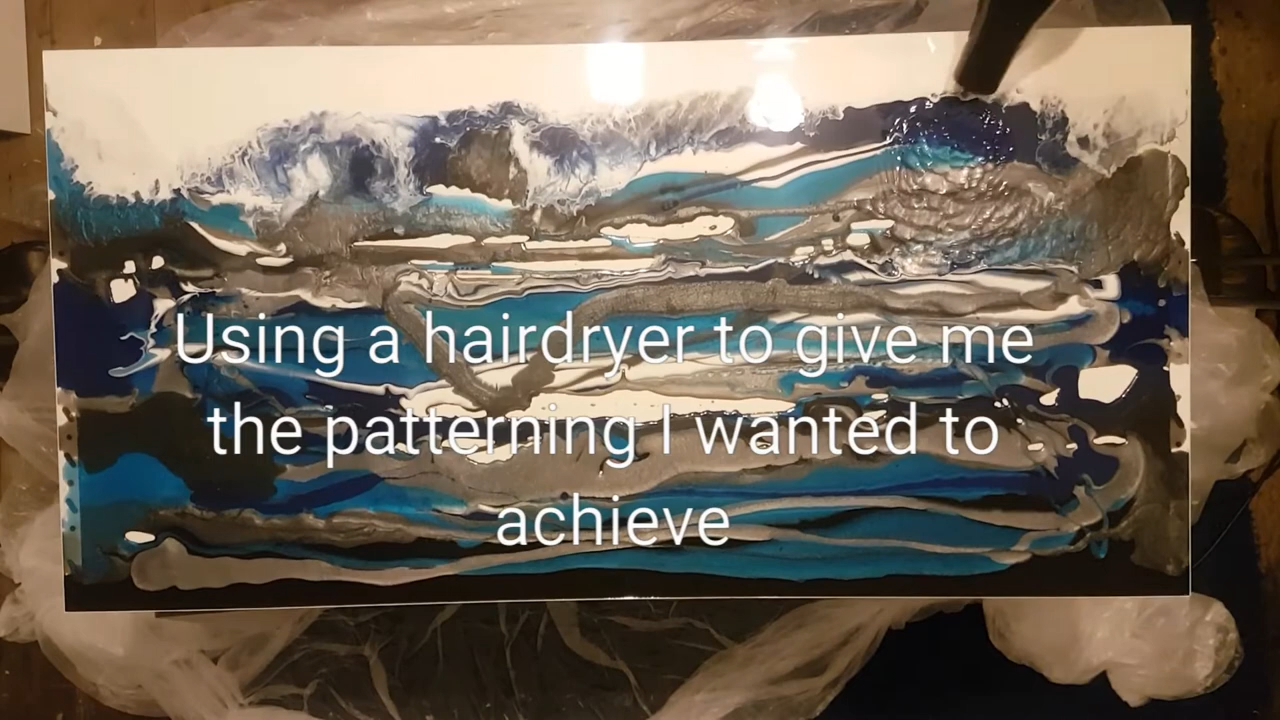 Using a hairdryer to give me
the patterning I wanted to
achieve